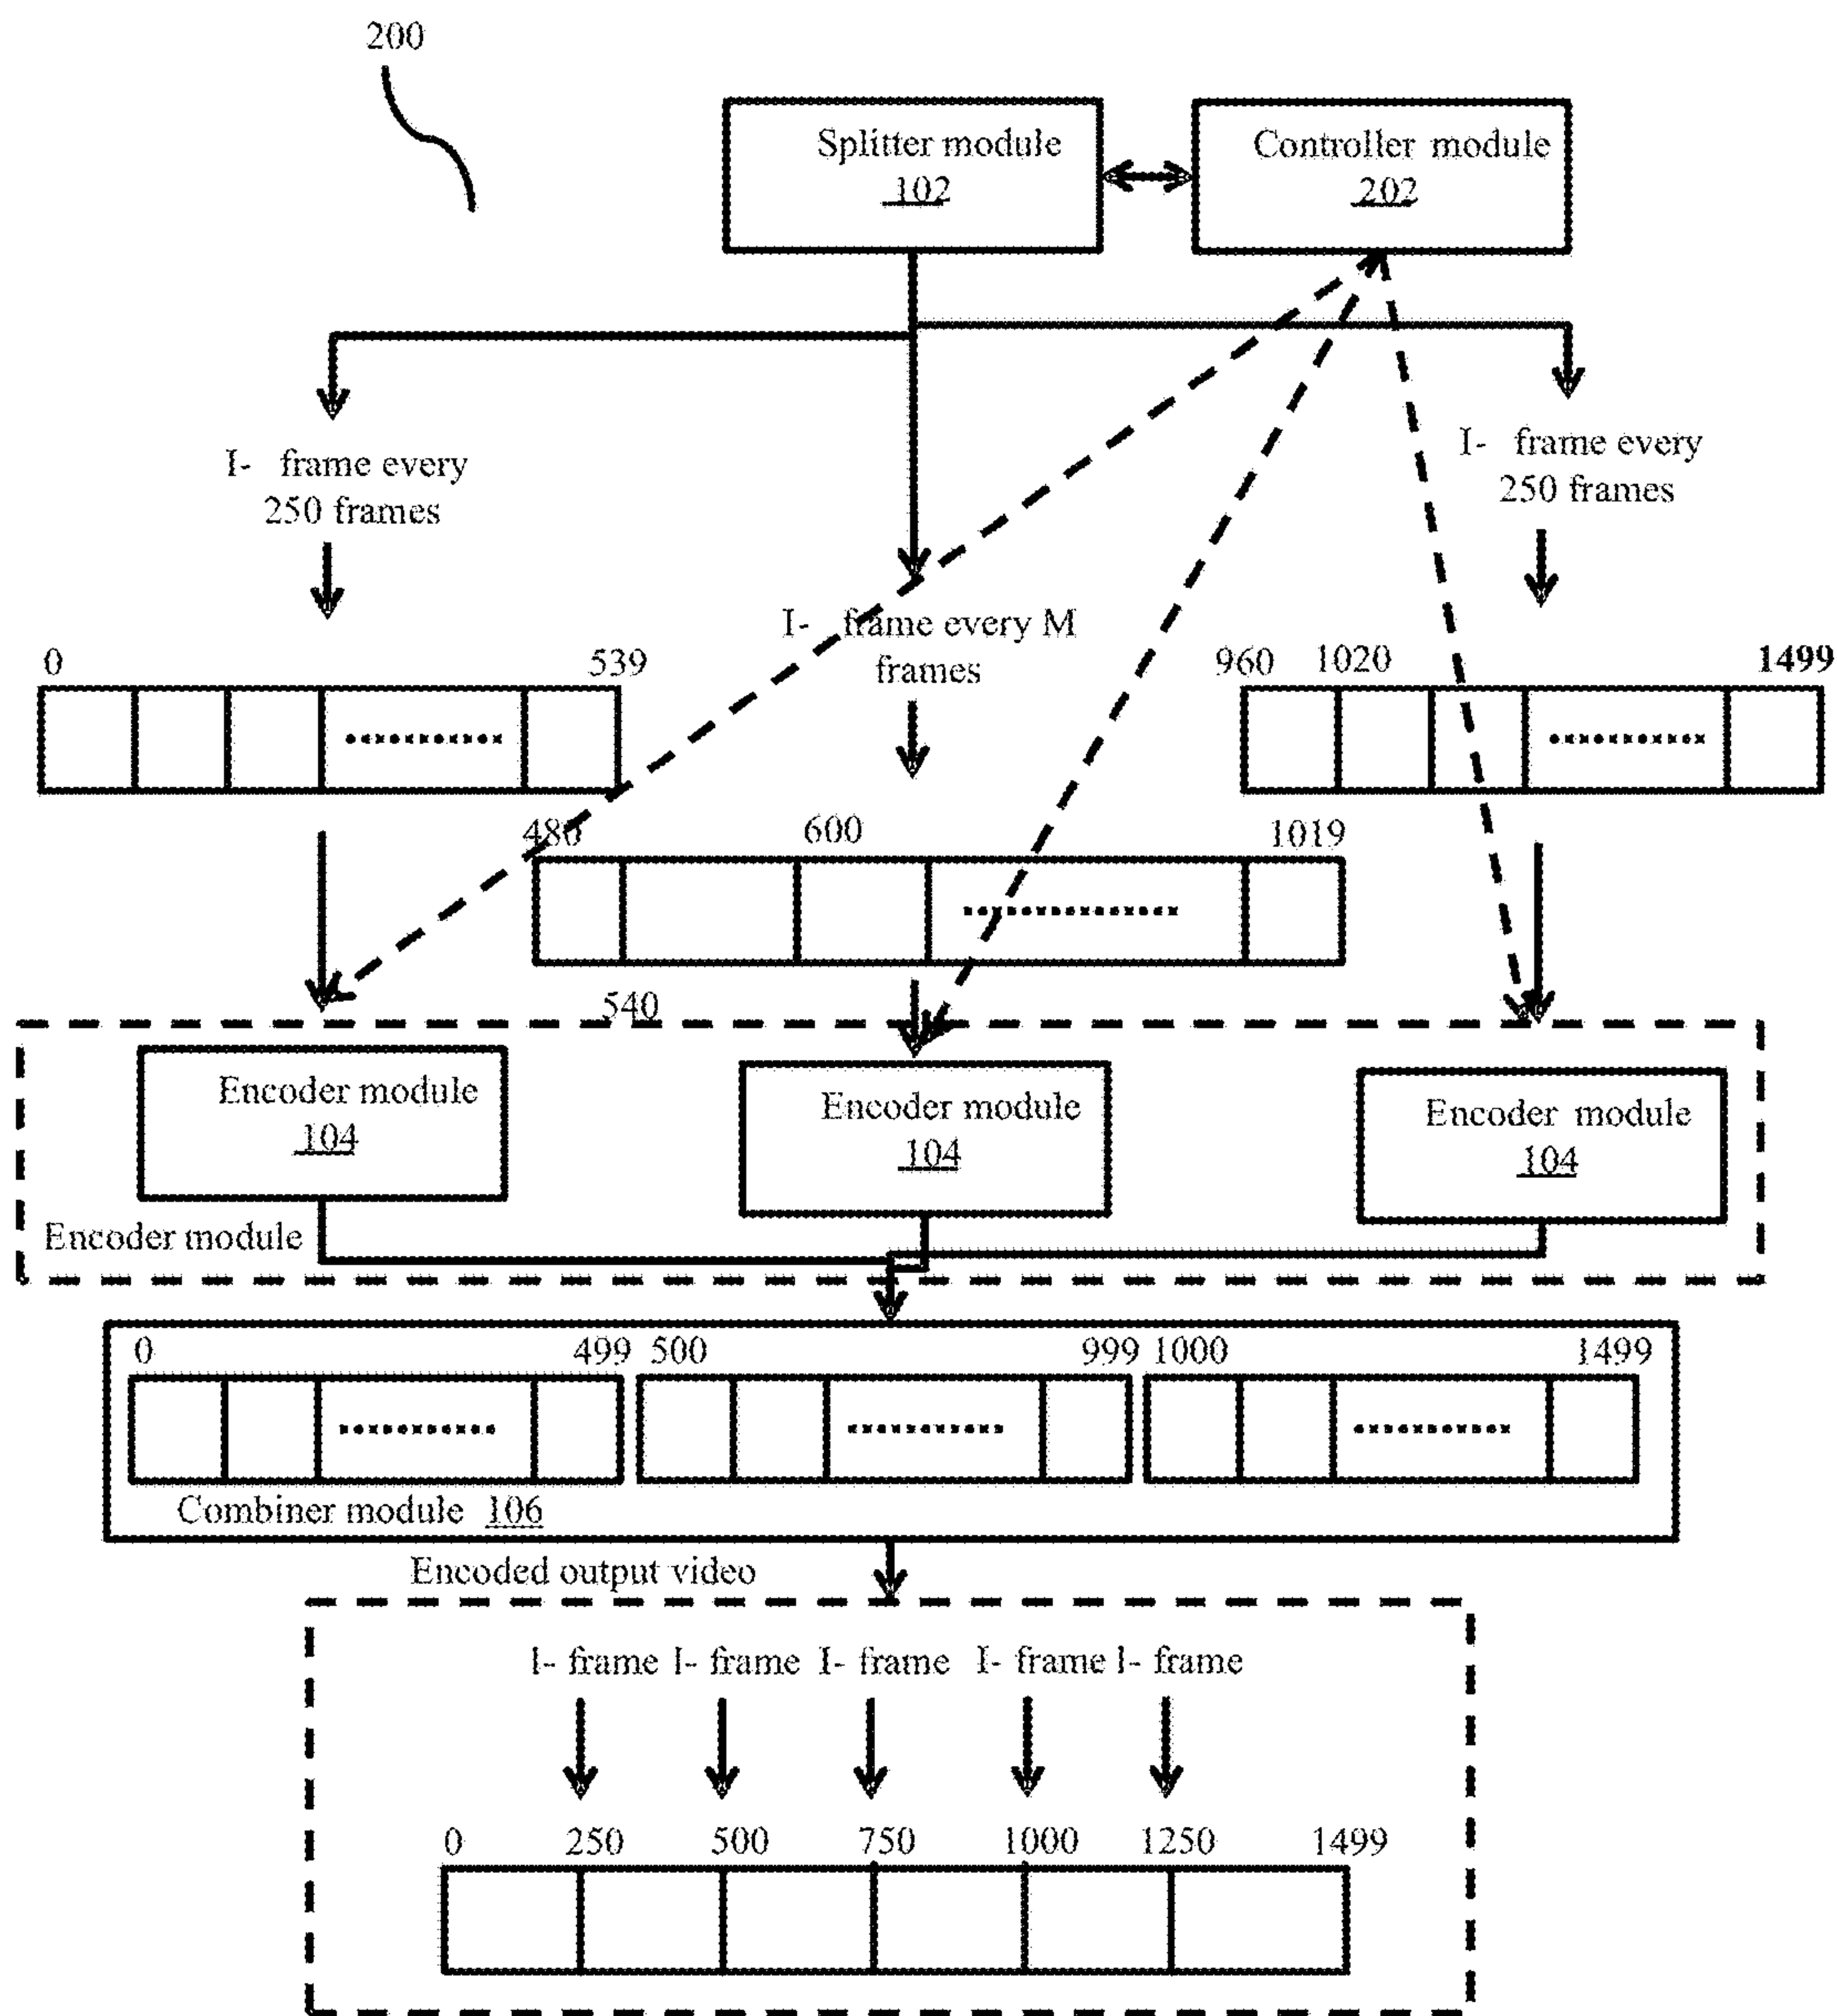 200
Splitter module
102
Controller module
202
I- frame every
250 frames
I- frame every M
frames
I- frame every
250 frames
0
539
960
1020
1499
480
600
1019
540
Encoder module
104
Encoder module
104
Encoder module
104
Encoder module
0
499
500
999
1000
1499
Combiner module 106
Encoded output video
I- frame I- frame I- frame I- frame I- frame
0
250
500
750
1000
1250
1499